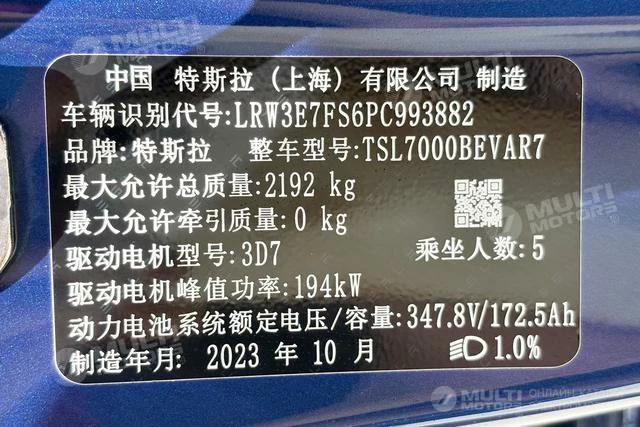 中国 特斯拉 (上海) 有限公司 制造
车辆识别代号:LRW3E7FS6PC993882
品牌:特斯拉 整车型号:TSL7000BEVAR7
最大允许总质量:2192 kg
最大允许牵引质量:0 kg
驱动电机型号:3D7 乘坐人数:5
驱动电机峰值功率:194kW
动力电池系统额定电压/容量:347.8V/172.5Ah
制造年月: 2023 年 10 月 1.0%
MULTI MOTORS
MULTI MOTORS
MULTI MOTORS
ОНЛАЙН